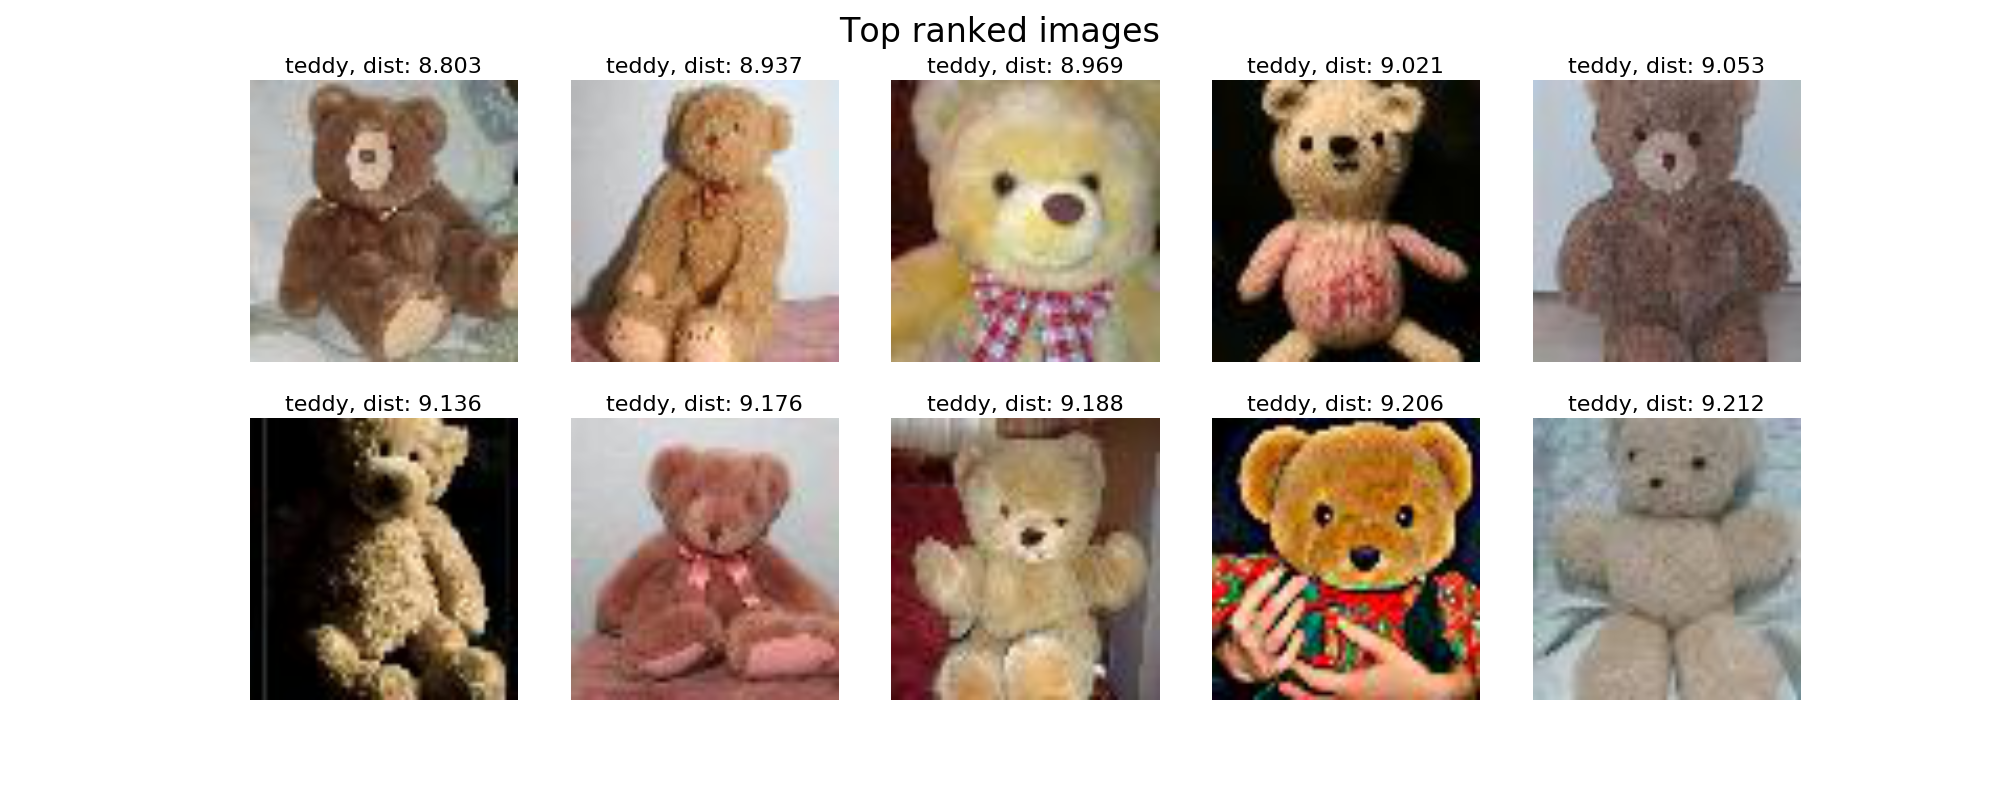 Top ranked images
teddy, dist: 8.803
teddy, dist: 8.937
teddy, dist: 8.969
teddy, dist: 9.021
teddy, dist: 9.053
teddy, dist: 9.136
teddy, dist: 9.176
teddy, dist: 9.188
teddy, dist: 9.206
teddy, dist: 9.212